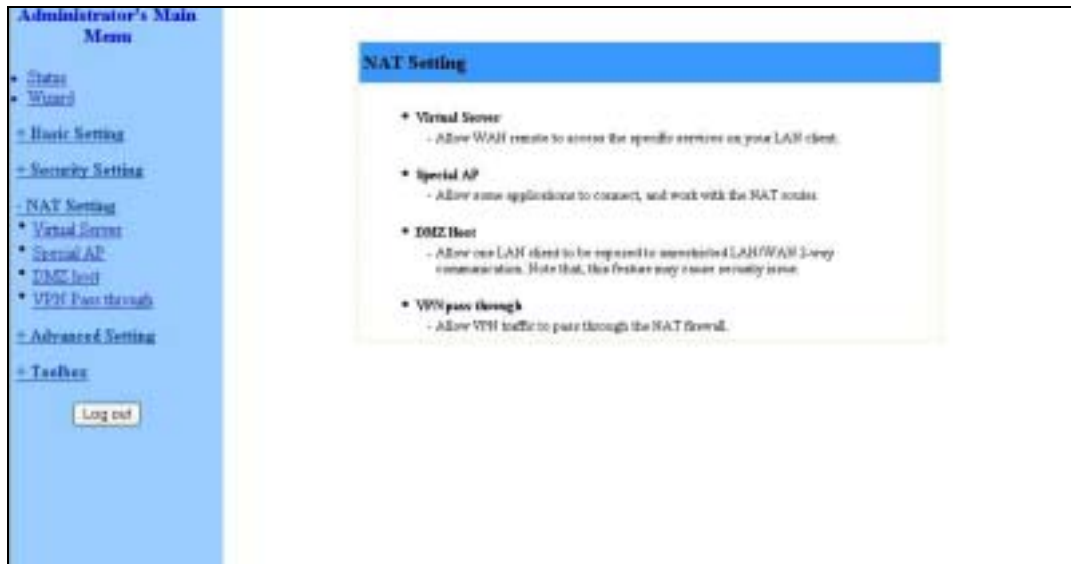 Administrator's Main
Menu
• Status
• Wizard
+ Basic Setting
+ Security Setting
- NAT Setting
• Virtual Server
• Special AP
• DMZ host
• VPN Pass through
+ Advanced Setting
+ Toolbox
Log out
NAT Setting
• Virtual Server
- Allow WAN remote to access the specific services on your LAN client.
• Special AP
- Allow some applications to connect, and work with the NAT router.
• DMZ Host
- Allow one LAN client to be exposed to unrestricted LAN/WAN 2-way
communication. Note that, this feature may cause security issue.
• VPN pass through
- Allow VPN traffic to pass through the NAT firewall.